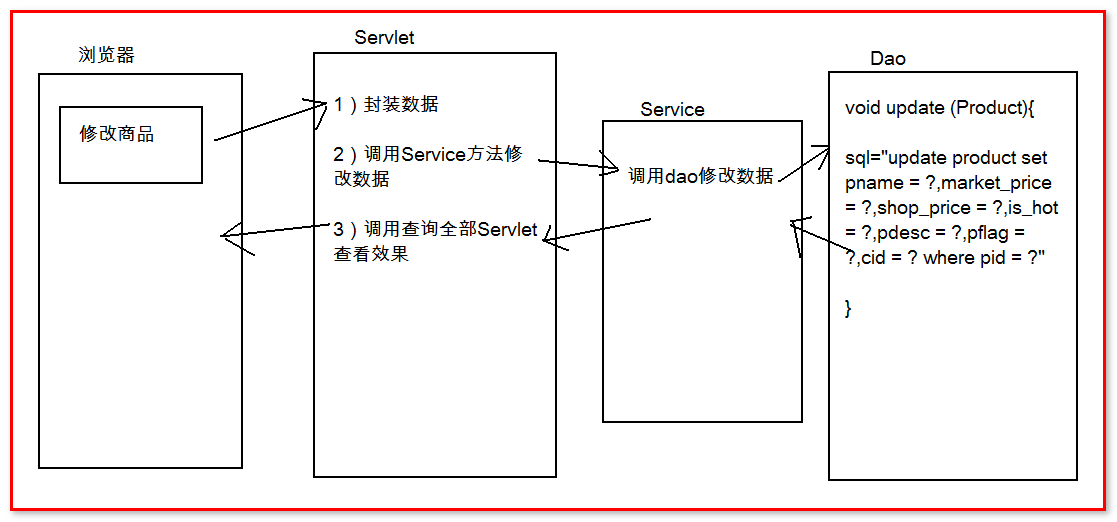 浏览器
修改商品
Servlet
1）封装数据
2）调用Service方法修
改数据
3）调用查询全部Servlet
查看效果
Service
调用dao修改数据
Dao
void update (Product){
sql="update product set
pname = ?,market_price
= ?,shop_price = ?,is_hot
= ?,pdesc = ?,pflag =
?,cid = ? where pid = ?"
}